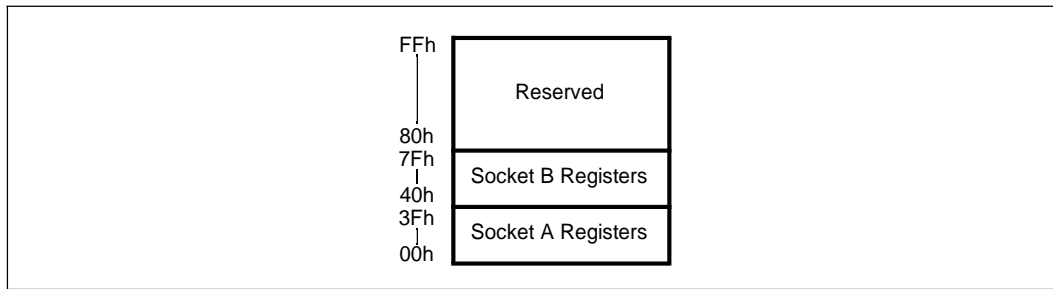 FFh
Reserved
80h
7Fh
Socket B Registers
40h
3Fh
Socket A Registers
00h